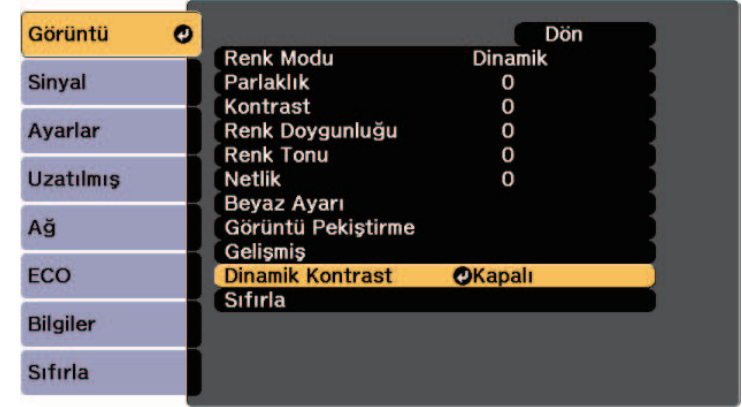 Görüntü
Sinyal
Ayarlar
Uzatılmış
Ağ
ECO
Bilgiler
Sıfırla
Dön
Renk Modu Dinamik
Parlaklık 0
Kontrast 0
Renk Doygunluğu 0
Renk Tonu 0
Netlik 0
Beyaz Ayarı
Görüntü Pekiştirme
Gelişmiş
Dinamik Kontrast Kapalı
Sıfırla